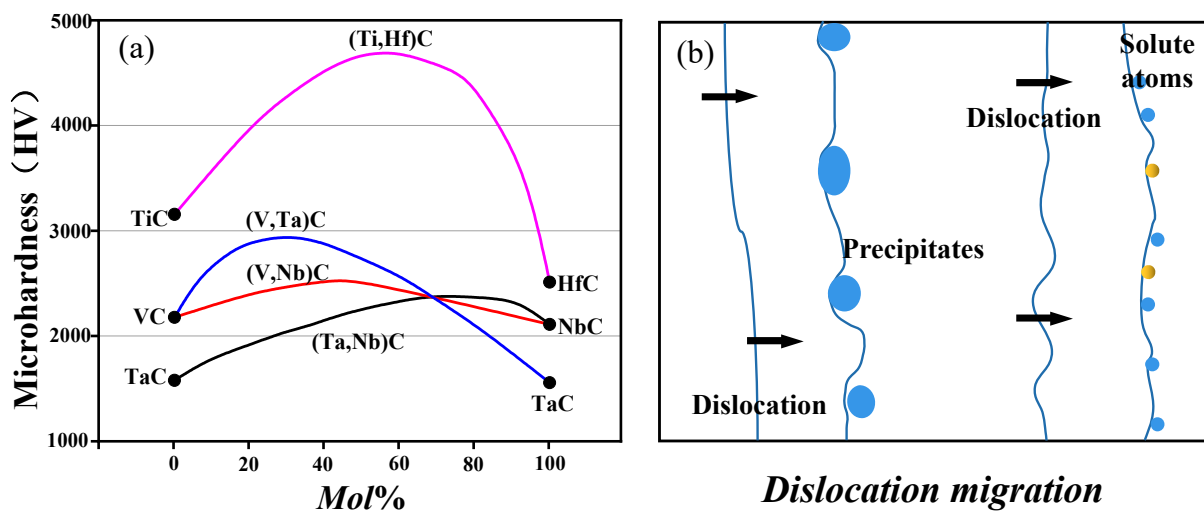 (a)
Microhardness (HV)
5000
4000
3000
2000
1000
(Ti,Hf)C
TiC
(V,Ta)C
(V,Nb)C
VC
HfC
NbC
(Ta,Nb)C
TaC
TaC
0
20
40
60
80
100
Mol%
(b)
Solute
atoms
Dislocation
Precipitates
Dislocation
Dislocation migration